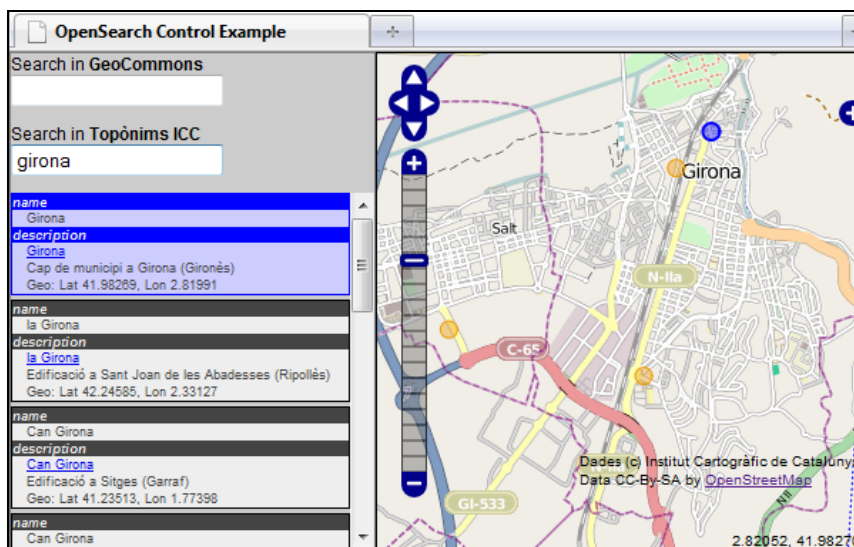 OpenSearch Control Example
Search in GeoCommons
Search in Topònims ICC
girona
name
Girona
description
Girona
Cap de municipi a Girona (Gironès)
Geo: Lat 41.98269, Lon 2.81991
name
la Girona
description
la Girona
Edificació a Sant Joan de les Abadesses (Ripollès)
Geo: Lat 42.24585, Lon 2.33127
name
Can Girona
description
Can Girona
Edificació a Sitges (Garraf)
Geo: Lat 41.23513, Lon 1.77398
name
Can Girona
Girona
Salt
N-IIa
C-65
GI-533
NII
Dades (c) Institut Cartogràfic de Catalunya
Data CC-By-SA by OpenStreetMap
2.82052, 41.98270